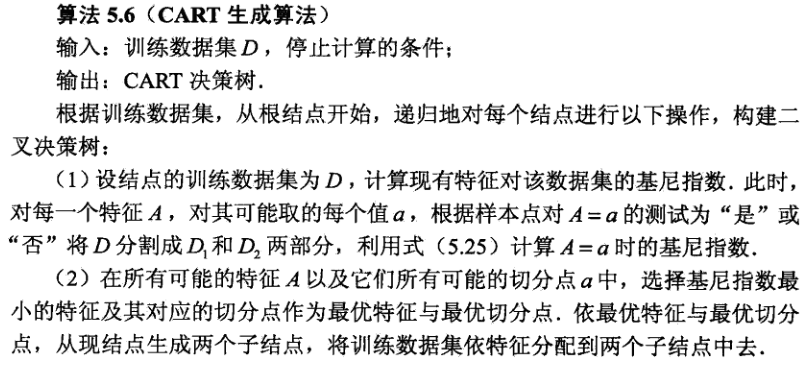 算法 5.6（CART 生成算法）
输入：训练数据集 D，停止计算的条件；
输出：CART 决策树．
根据训练数据集，从根结点开始，递归地对每个结点进行以下操作，构建二
叉决策树：
（1）设结点的训练数据集为 D，计算现有特征对该数据集的基尼指数．此时，
对每一个特征 A，对其可能取的每个值 a，根据样本点对 A = a 的测试为“是”或
“否”将 D 分割成 D₁ 和 D₂ 两部分，利用式（5.25）计算 A = a 时的基尼指数．
（2）在所有可能的特征 A 以及它们所有可能的切分点 a 中，选择基尼指数最
小的特征及其对应的切分点作为最优特征与最优切分点．依最优特征与最优切分
点，从现结点生成两个子结点，将训练数据集依特征分配到两个子结点中去．